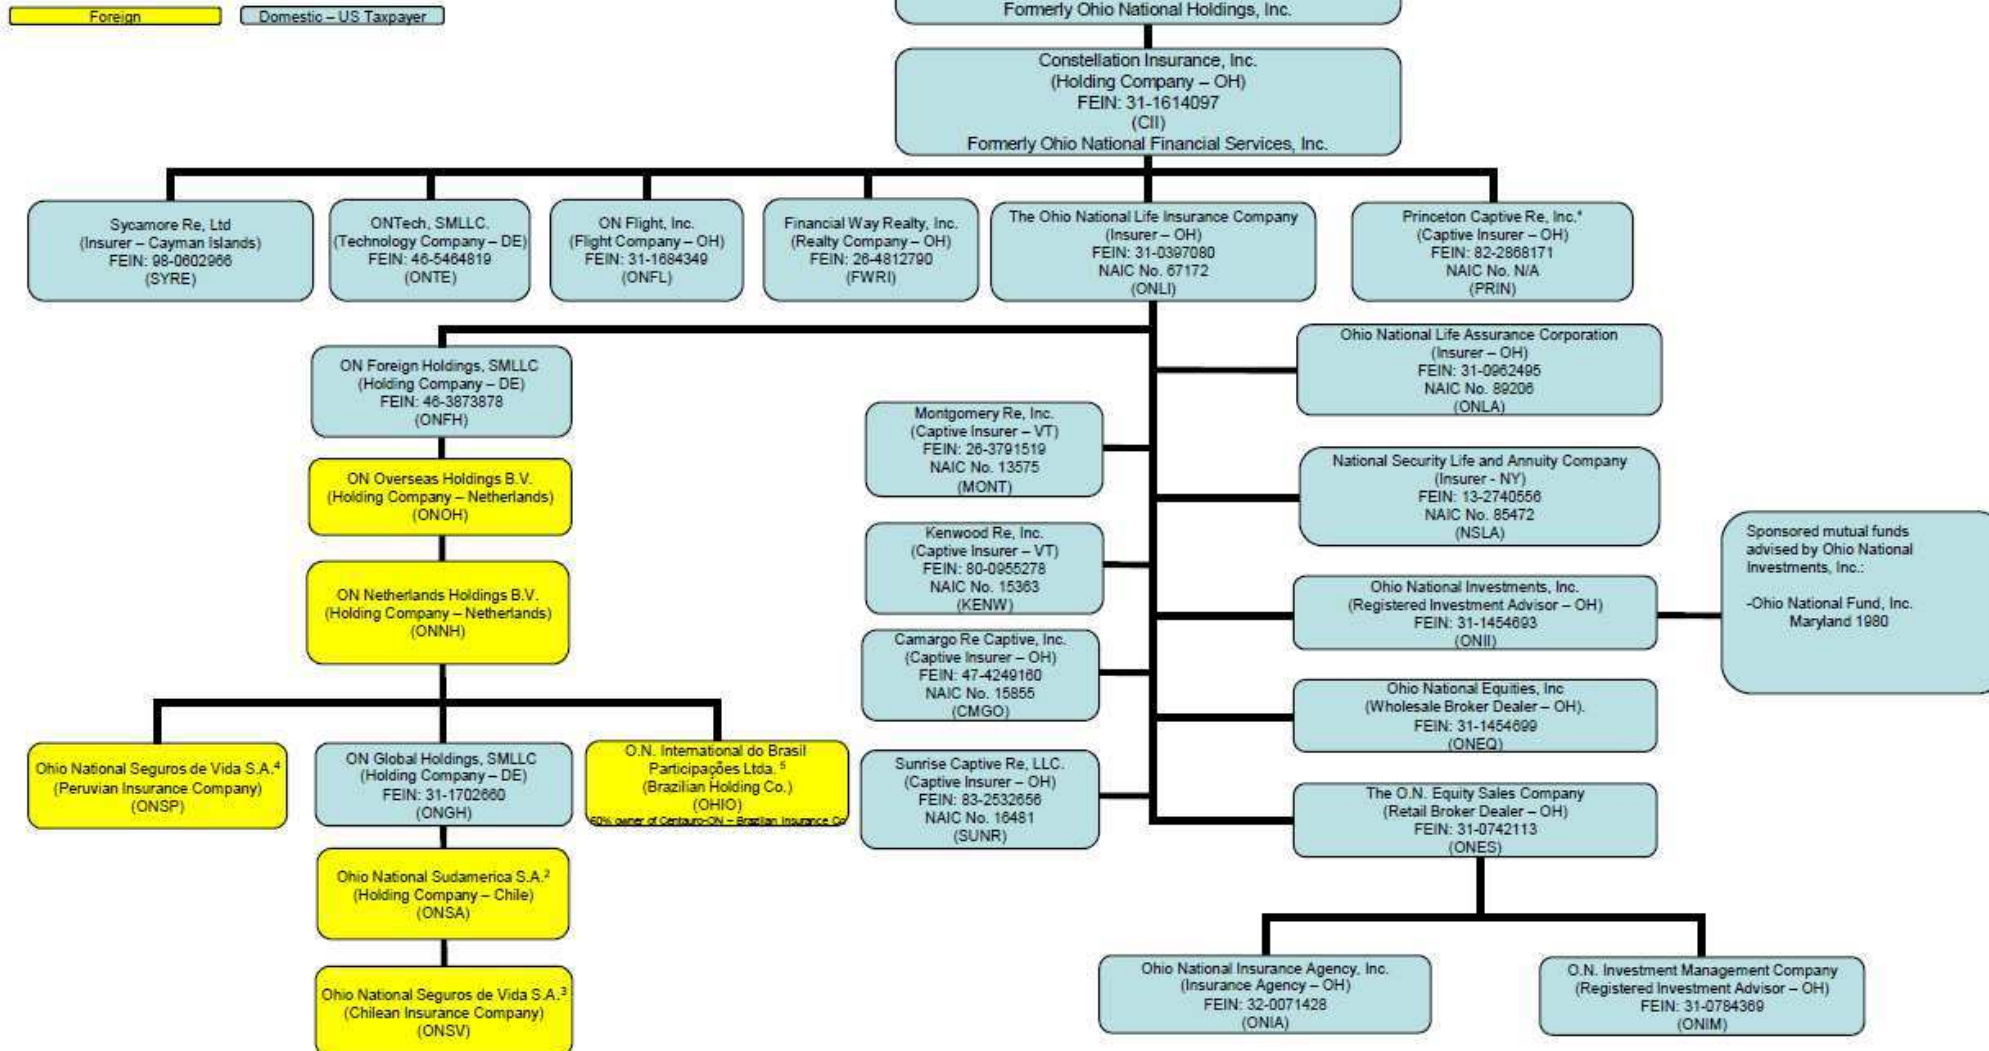 Foreign
Domestic – US Taxpayer
Formerly Ohio National Holdings, Inc.
Constellation Insurance, Inc.
(Holding Company – OH)
FEIN: 31-1614097
(CII)
Formerly Ohio National Financial Services, Inc.
Sycamore Re, Ltd
(Insurer – Cayman Islands)
FEIN: 98-0602966
(SYRE)
ONTech, SMLLC.
(Technology Company – DE)
FEIN: 46-5464819
(ONTE)
ON Flight, Inc.
(Flight Company – OH)
FEIN: 31-1684349
(ONFL)
Financial Way Realty, Inc.
(Realty Company – OH)
FEIN: 26-4812790
(FWRI)
The Ohio National Life Insurance Company
(Insurer – OH)
FEIN: 31-0397080
NAIC No. 67172
(ONLI)
Princeton Captive Re, Inc.*
(Captive Insurer – OH)
FEIN: 82-2868171
NAIC No. N/A
(PRIN)
ON Foreign Holdings, SMLLC
(Holding Company – DE)
FEIN: 46-3873878
(ONFH)
ON Overseas Holdings B.V.
(Holding Company – Netherlands)
(ONOH)
ON Netherlands Holdings B.V.
(Holding Company – Netherlands)
(ONNH)
Ohio National Seguros de Vida S.A.⁴
(Peruvian Insurance Company)
(ONSP)
ON Global Holdings, SMLLC
(Holding Company – DE)
FEIN: 31-1702660
(ONGH)
O.N. International do Brasil
Participações Ltda. ⁵
(Brazilian Holding Co.)
(OHIO)
50% owner of Centauro-ON – Brazilian Insurance Co
Ohio National Sudamerica S.A.²
(Holding Company – Chile)
(ONSA)
Ohio National Seguros de Vida S.A.³
(Chilean Insurance Company)
(ONSV)
Montgomery Re, Inc.
(Captive Insurer – VT)
FEIN: 26-3791519
NAIC No. 13575
(MONT)
Kenwood Re, Inc.
(Captive Insurer – VT)
FEIN: 80-0955278
NAIC No. 15363
(KENW)
Camargo Re Captive, Inc.
(Captive Insurer – OH)
FEIN: 47-4249160
NAIC No. 15855
(CMGO)
Sunrise Captive Re, LLC.
(Captive Insurer – OH)
FEIN: 83-2532656
NAIC No. 16481
(SUNR)
Ohio National Life Assurance Corporation
(Insurer – OH)
FEIN: 31-0962495
NAIC No. 89206
(ONLA)
National Security Life and Annuity Company
(Insurer - NY)
FEIN: 13-2740556
NAIC No. 85472
(NSLA)
Ohio National Investments, Inc.
(Registered Investment Advisor – OH)
FEIN: 31-1454693
(ONII)
Sponsored mutual funds
advised by Ohio National
Investments, Inc.:
-Ohio National Fund, Inc.
Maryland 1980
Ohio National Equities, Inc
(Wholesale Broker Dealer – OH).
FEIN: 31-1454699
(ONEQ)
The O.N. Equity Sales Company
(Retail Broker Dealer – OH)
FEIN: 31-0742113
(ONES)
Ohio National Insurance Agency, Inc.
(Insurance Agency – OH)
FEIN: 32-0071428
(ONIA)
O.N. Investment Management Company
(Registered Investment Advisor – OH)
FEIN: 31-0784369
(ONIM)